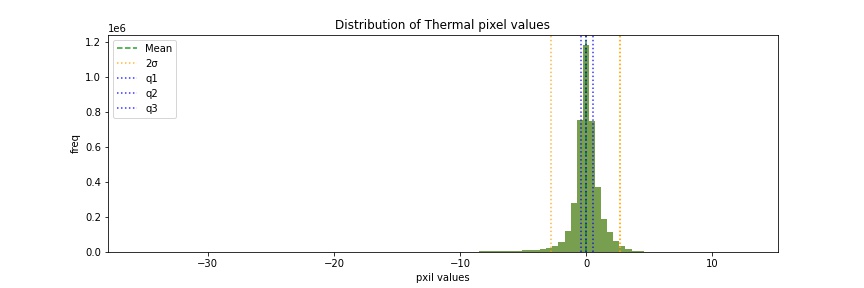 Distribution of Thermal pixel values
1e6
1.2
1.0
0.8
0.6
0.4
0.2
0.0
freq
Mean
2σ
q1
q2
q3
−30
−20
−10
0
10
pxil values